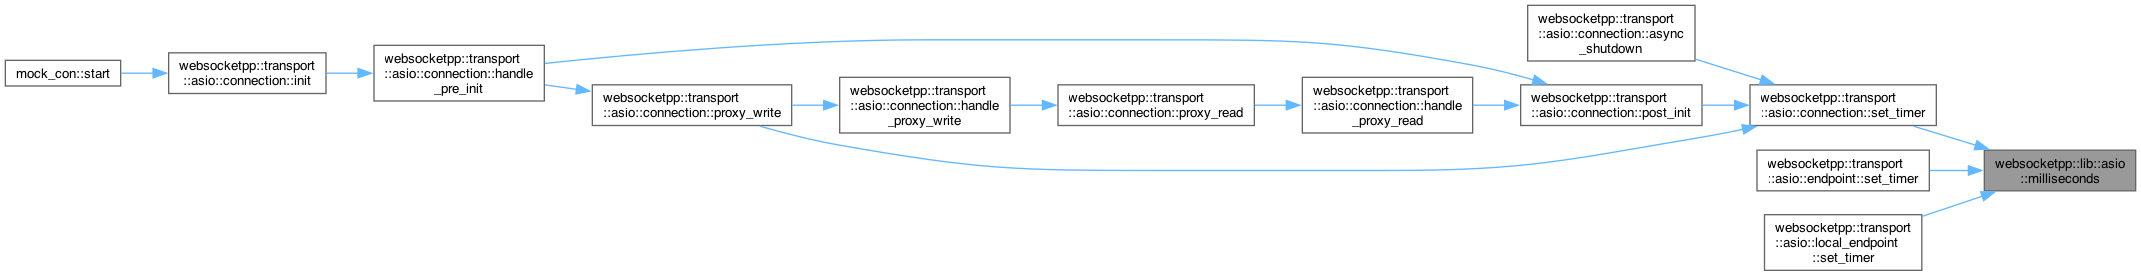 mock_con::start
websocketpp::transport
::asio::connection::init
websocketpp::transport
::asio::connection::handle
_pre_init
websocketpp::transport
::asio::connection::proxy_write
websocketpp::transport
::asio::connection::handle
_proxy_write
websocketpp::transport
::asio::connection::proxy_read
websocketpp::transport
::asio::connection::handle
_proxy_read
websocketpp::transport
::asio::connection::post_init
websocketpp::transport
::asio::connection::async
_shutdown
websocketpp::transport
::asio::connection::set_timer
websocketpp::transport
::asio::endpoint::set_timer
websocketpp::transport
::asio::local_endpoint
::set_timer
websocketpp::lib::asio
::milliseconds